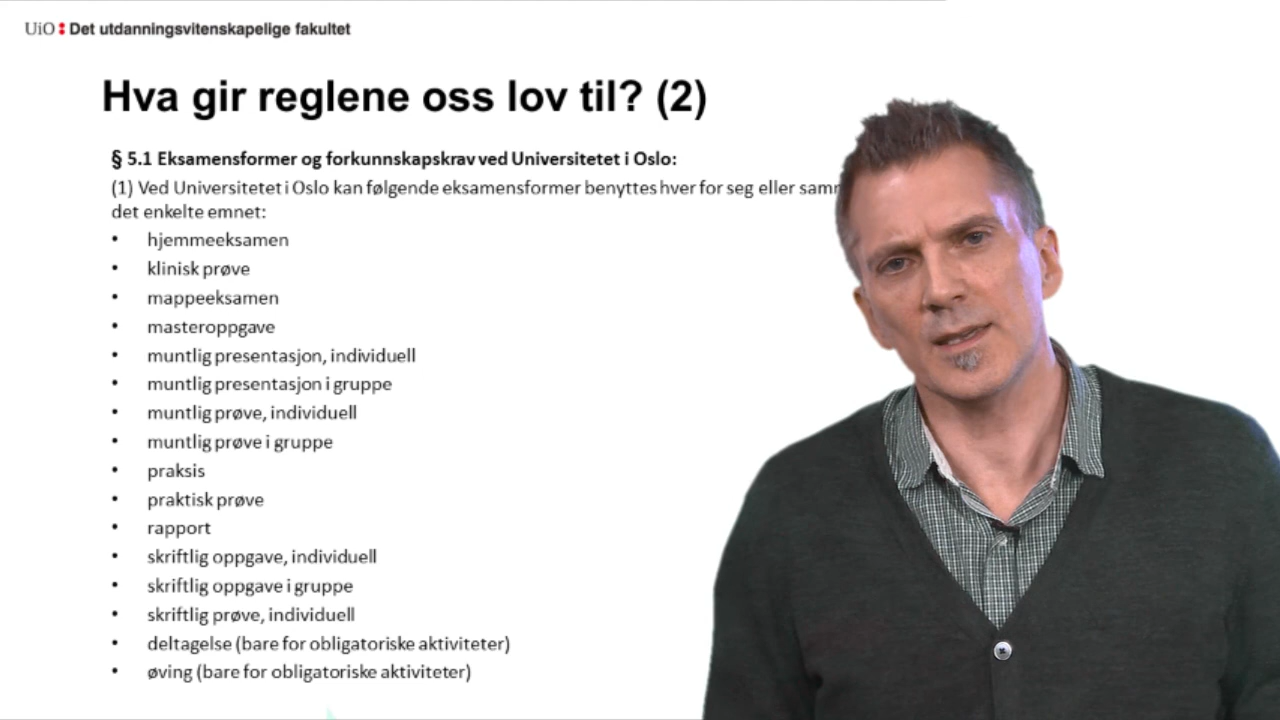 UiO Det utdanningsvitenskapelige fakultet
Hva gir reglene oss lov til? (2)
§ 5.1 Eksamensformer og forkunnskapskrav ved Universitetet i Oslo:
(1) Ved Universitetet i Oslo kan følgende eksamensformer benyttes hver for seg eller
det enkelte emnet:
• hjemmeeksamen
• klinisk prøve
• mappeeksamen
• masteroppgave
• muntlig presentasjon, individuell
• muntlig presentasjon i gruppe
• muntlig prøve, individuell
• muntlig prøve i gruppe
• praksis
• praktisk prøve
• rapport
• skriftlig oppgave, individuell
• skriftlig oppgave i gruppe
• skriftlig prøve, individuell
• deltagelse (bare for obligatoriske aktiviteter)
• øving (bare for obligatoriske aktiviteter)